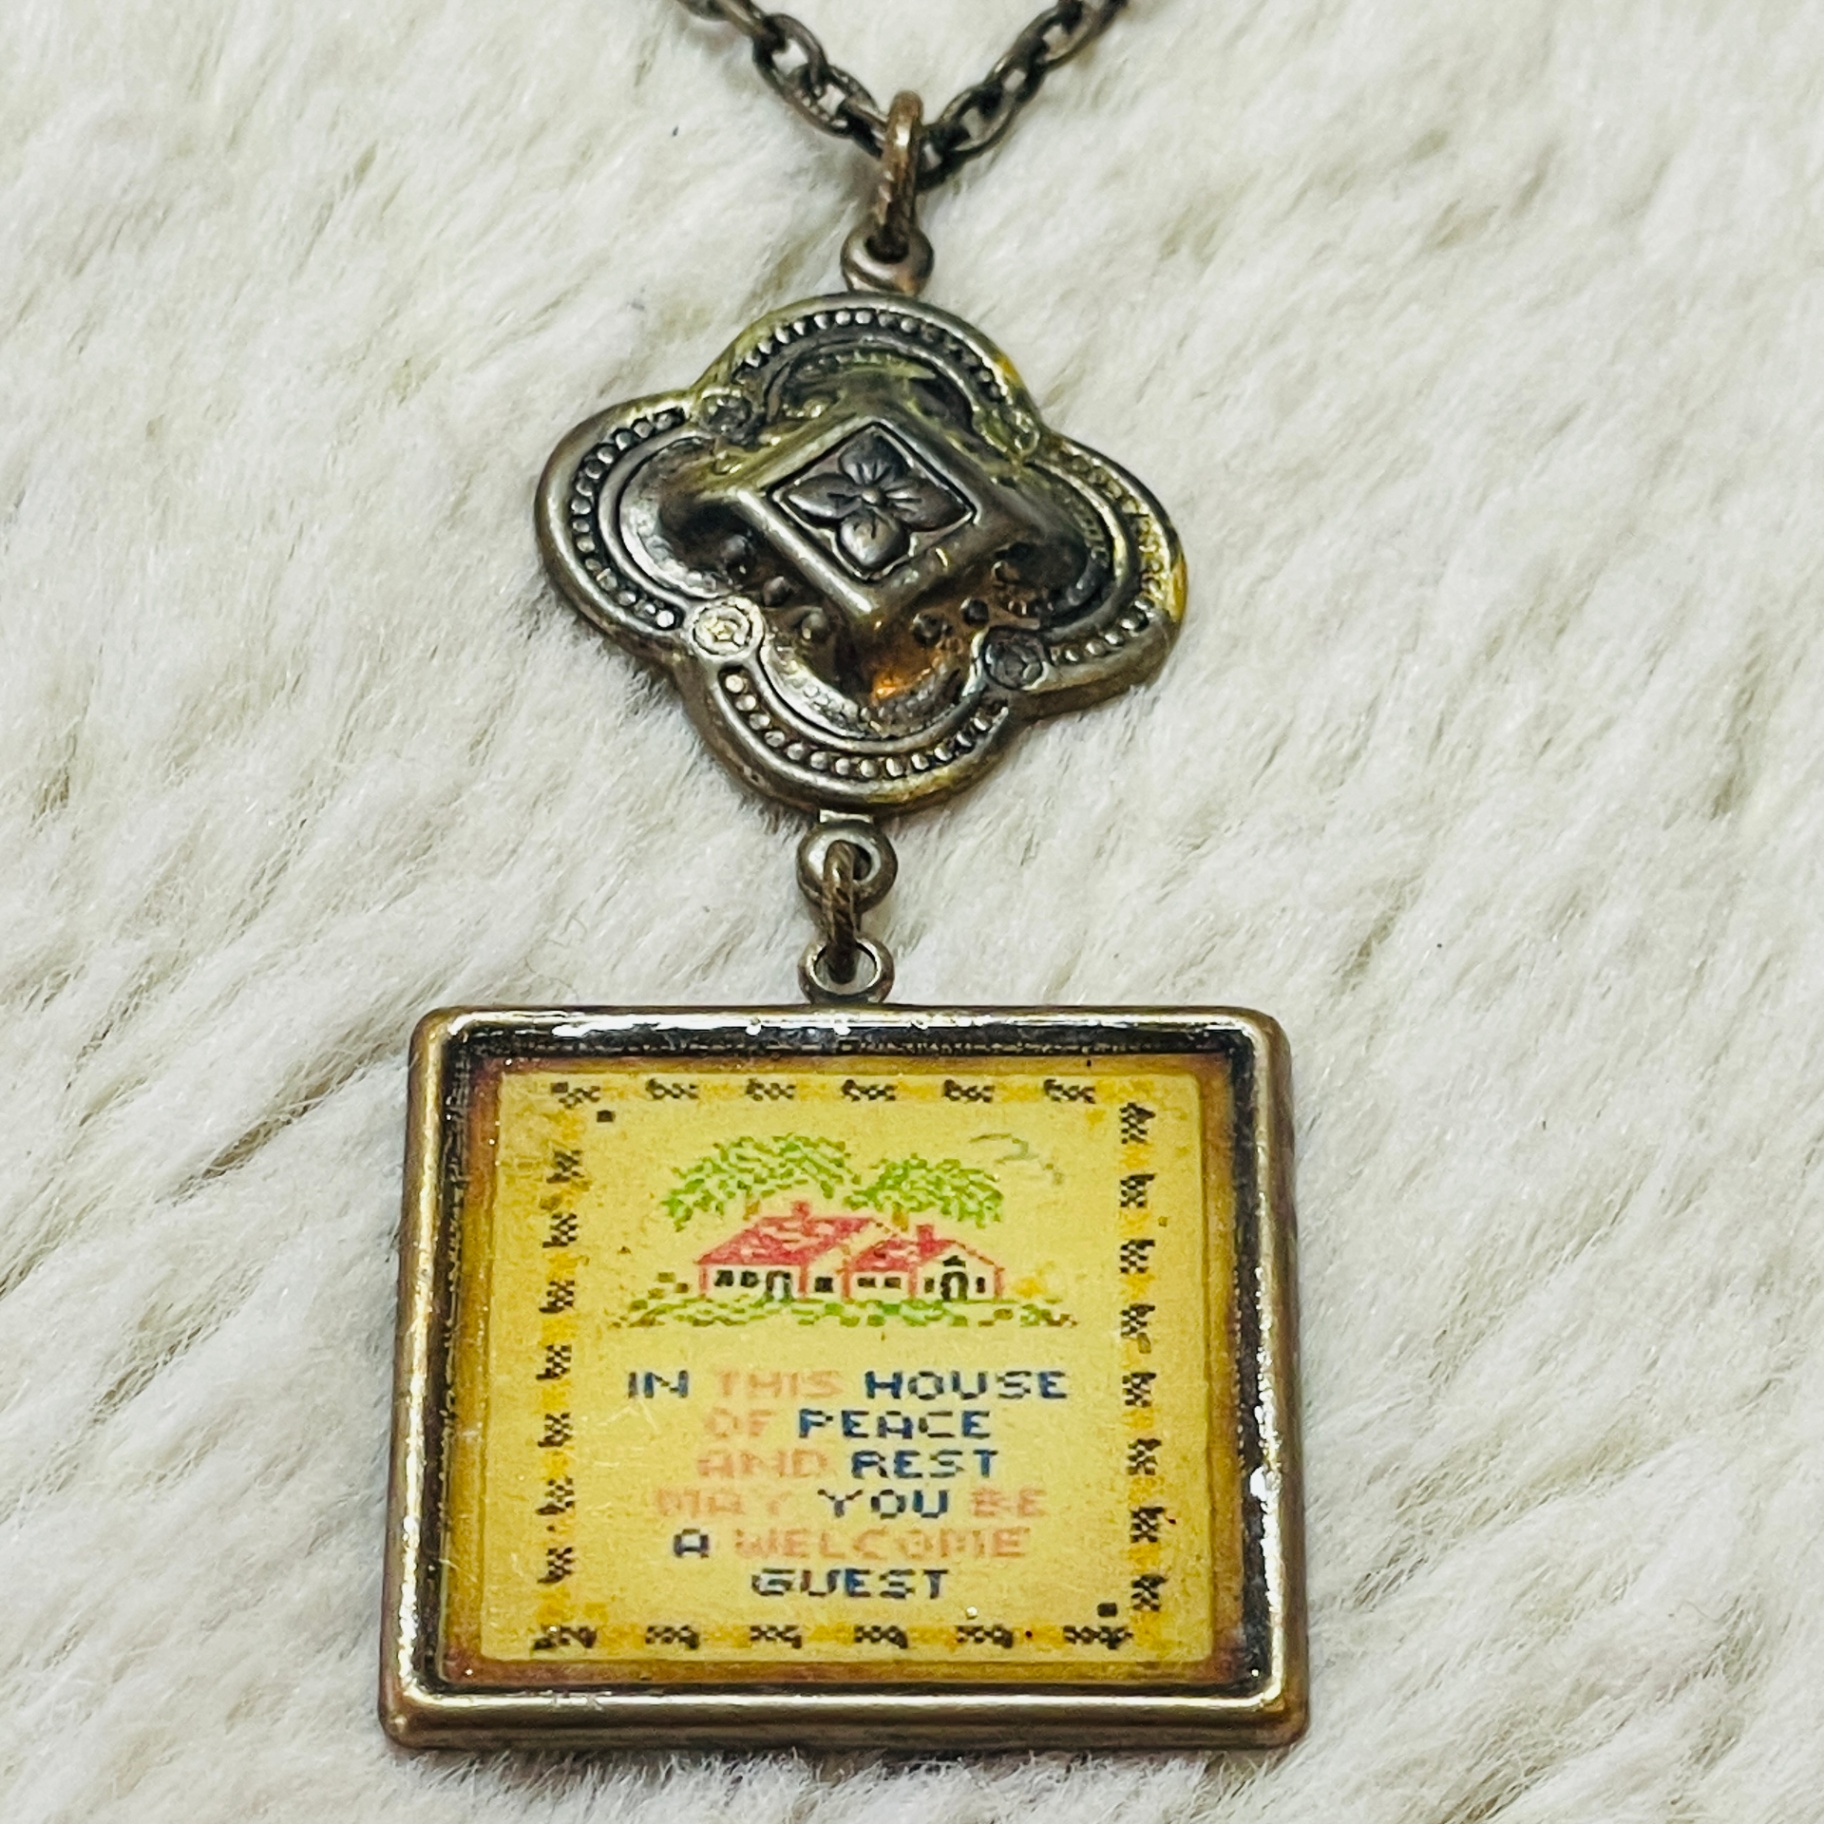 IN THIS HOUSE
OF PEACE
AND REST
MAY YOU BE
A WELCOME
GUEST